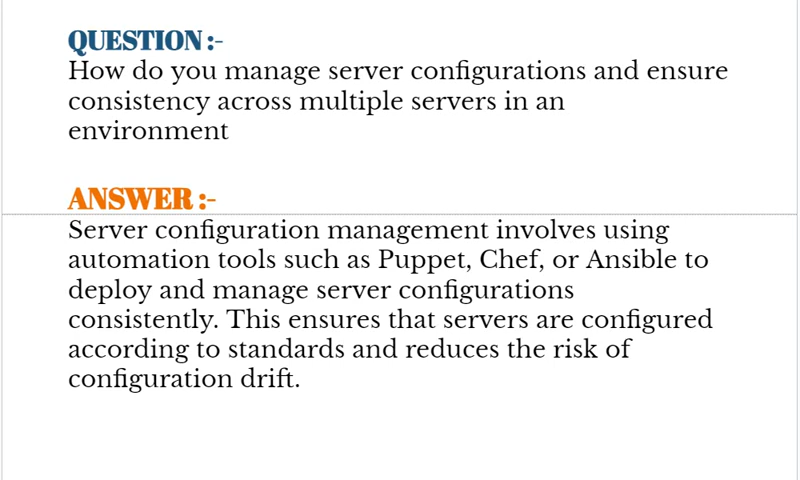 QUESTION :-
How do you manage server configurations and ensure
consistency across multiple servers in an
environment
ANSWER :-
Server configuration management involves using
automation tools such as Puppet, Chef, or Ansible to
deploy and manage server configurations
consistently. This ensures that servers are configured
according to standards and reduces the risk of
configuration drift.